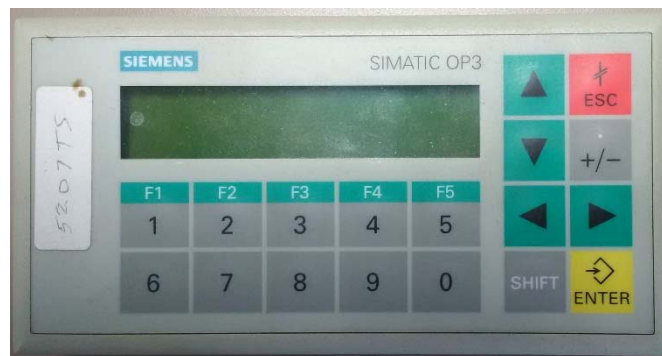 SIEMENS
SIMATIC OP3
ESC
+/-
F1 F2 F3 F4 F5
1 2 3 4 5
6 7 8 9 0
SHIFT
ENTER
5207TS